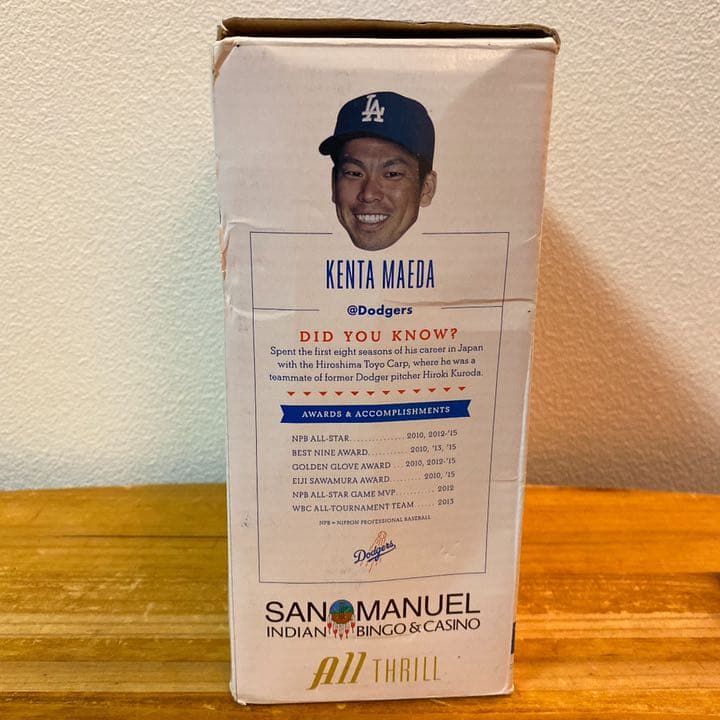 LA
KENTA MAEDA
@Dodgers
DID YOU KNOW?
Spent the first eight seasons of his career in Japan
with the Hiroshima Toyo Carp, where he was a
teammate of former Dodger pitcher Hiroki Kuroda.
AWARDS & ACCOMPLISHMENTS
NPB ALL-STAR.............. 2010, 2012-'15
BEST NINE AWARD.......... 2010, '13, '15
GOLDEN GLOVE AWARD ... 2010, 2012-'15
EIJI SAWAMURA AWARD........ 2010, '15
NPB ALL-STAR GAME MVP.......... 2012
WBC ALL-TOURNAMENT TEAM...... 2013
NPB = NIPPON PROFESSIONAL BASEBALL
Dodgers
SAN MANUEL
INDIAN BINGO & CASINO
All THRILL